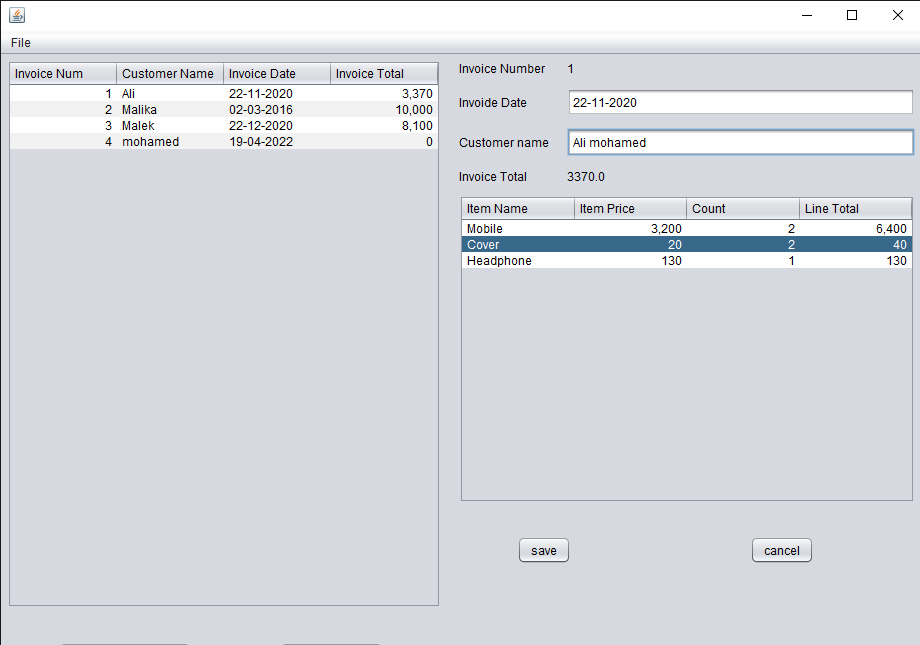 File
Invoice Num Customer Name Invoice Date Invoice Total
1 Ali 22-11-2020 3,370
2 Malika 02-03-2016 10,000
3 Malek 22-12-2020 8,100
4 mohamed 19-04-2022 0
Invoice Number 1
Invoide Date 22-11-2020
Customer name Ali mohamed
Invoice Total 3370.0
Item Name Item Price Count Line Total
Mobile 3,200 2 6,400
Cover 20 2 40
Headphone 130 1 130
save cancel